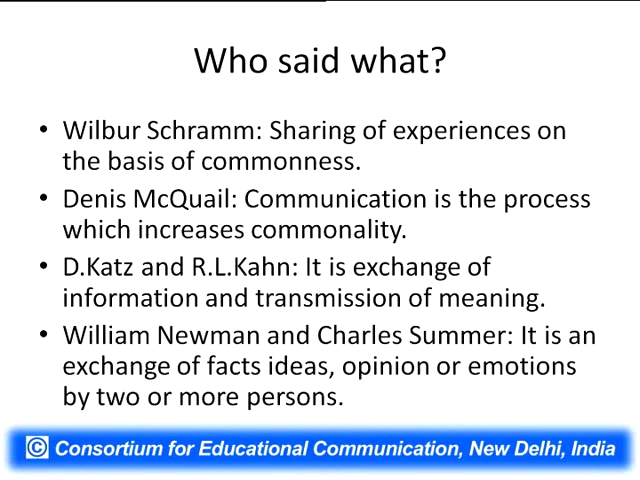 Who said what?
• Wilbur Schramm: Sharing of experiences on
the basis of commonness.
• Denis McQuail: Communication is the process
which increases commonality.
• D.Katz and R.L.Kahn: It is exchange of
information and transmission of meaning.
• William Newman and Charles Summer: It is an
exchange of facts ideas, opinion or emotions
by two or more persons.
© Consortium for Educational Communication, New Delhi, India